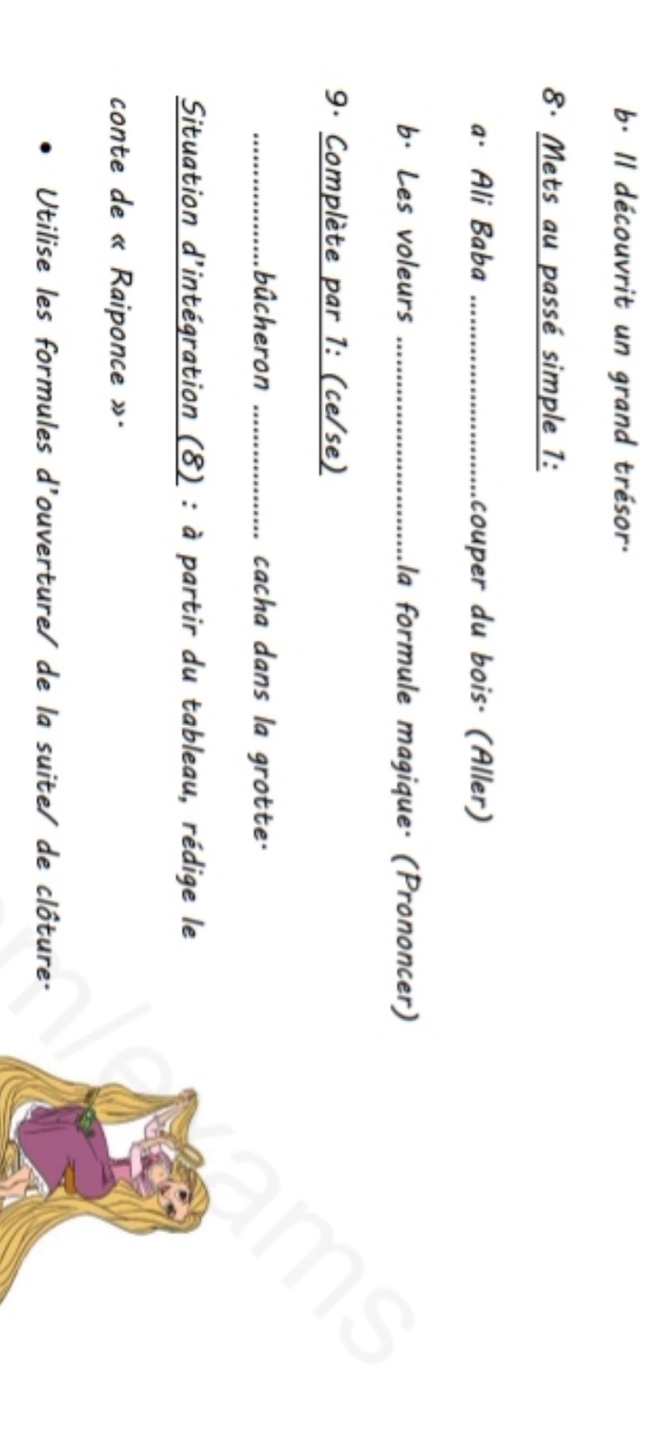 b. Il découvrit un grand trésor.
8. Mets au passé simple 1:
a. Ali Baba ...........................couper du bois. (Aller)
b. Les voleurs ................................la formule magique. (Prononcer)
9. Complète par 1: (ce/se)
..................bûcheron .................. cacha dans la grotte.
Situation d'intégration (8) : à partir du tableau, rédige le
conte de « Raiponce ».
• Utilise les formules d'ouverture/ de la suite/ de clôture.